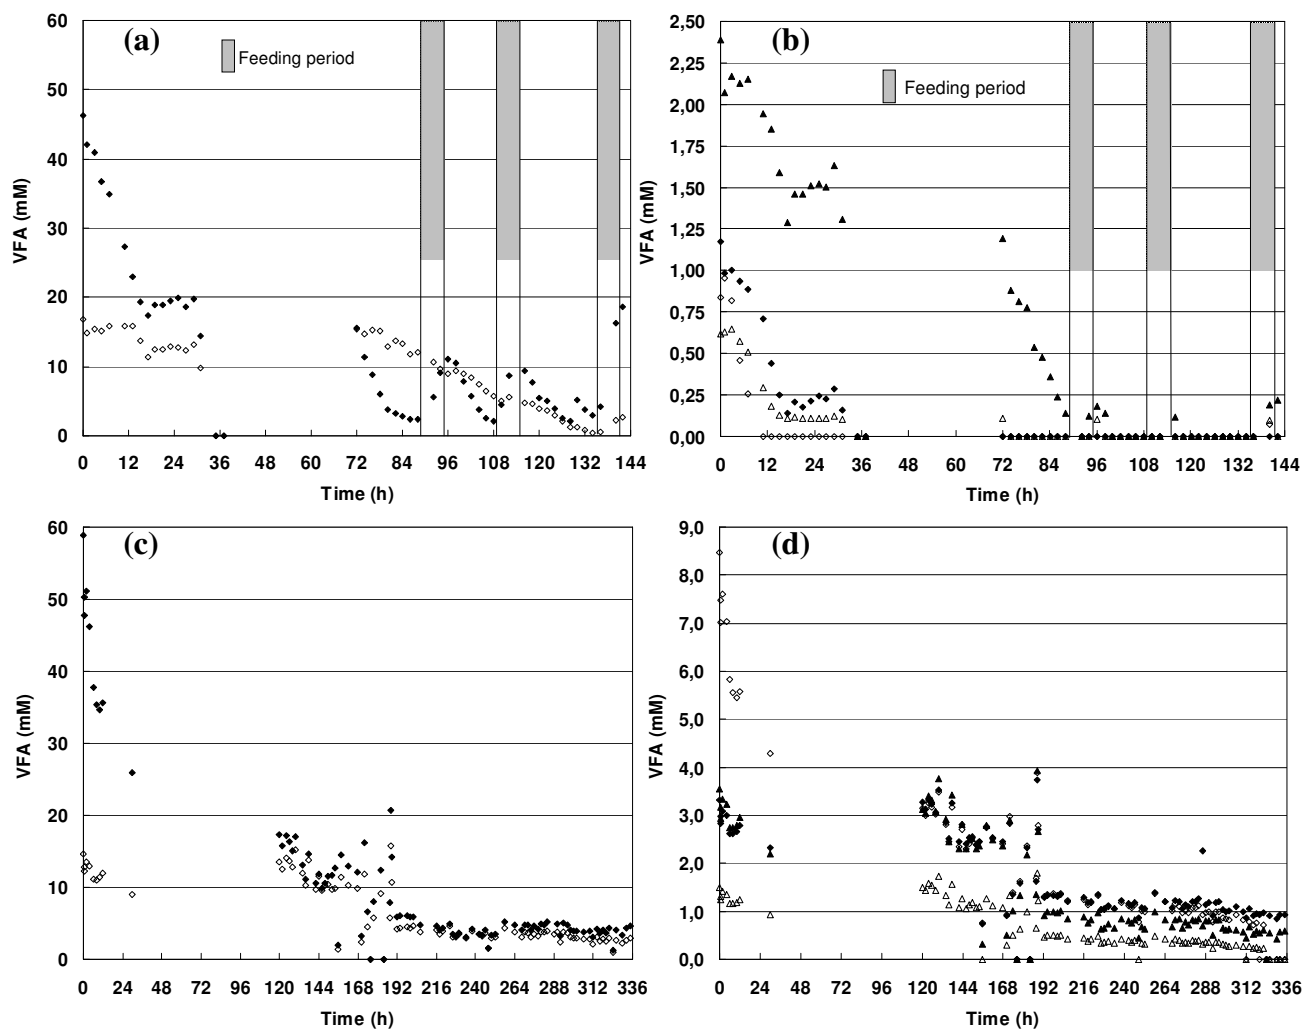 (a)
Feeding period
VFA (mM)
60
50
40
30
20
10
0
0 12 24 36 48 60 72 84 96 108 120 132 144
Time (h)
(b)
Feeding period
VFA (mM)
2,50
2,25
2,00
1,75
1,50
1,25
1,00
0,75
0,50
0,25
0,00
0 12 24 36 48 60 72 84 96 108 120 132 144
Time (h)
(c)
VFA (mM)
60
50
40
30
20
10
0
0 24 48 72 96 120 144 168 192 216 240 264 288 312 336
Time (h)
(d)
VFA (mM)
9,0
8,0
7,0
6,0
5,0
4,0
3,0
2,0
1,0
0,0
0 24 48 72 96 120 144 168 192 216 240 264 288 312 336
Time (h)